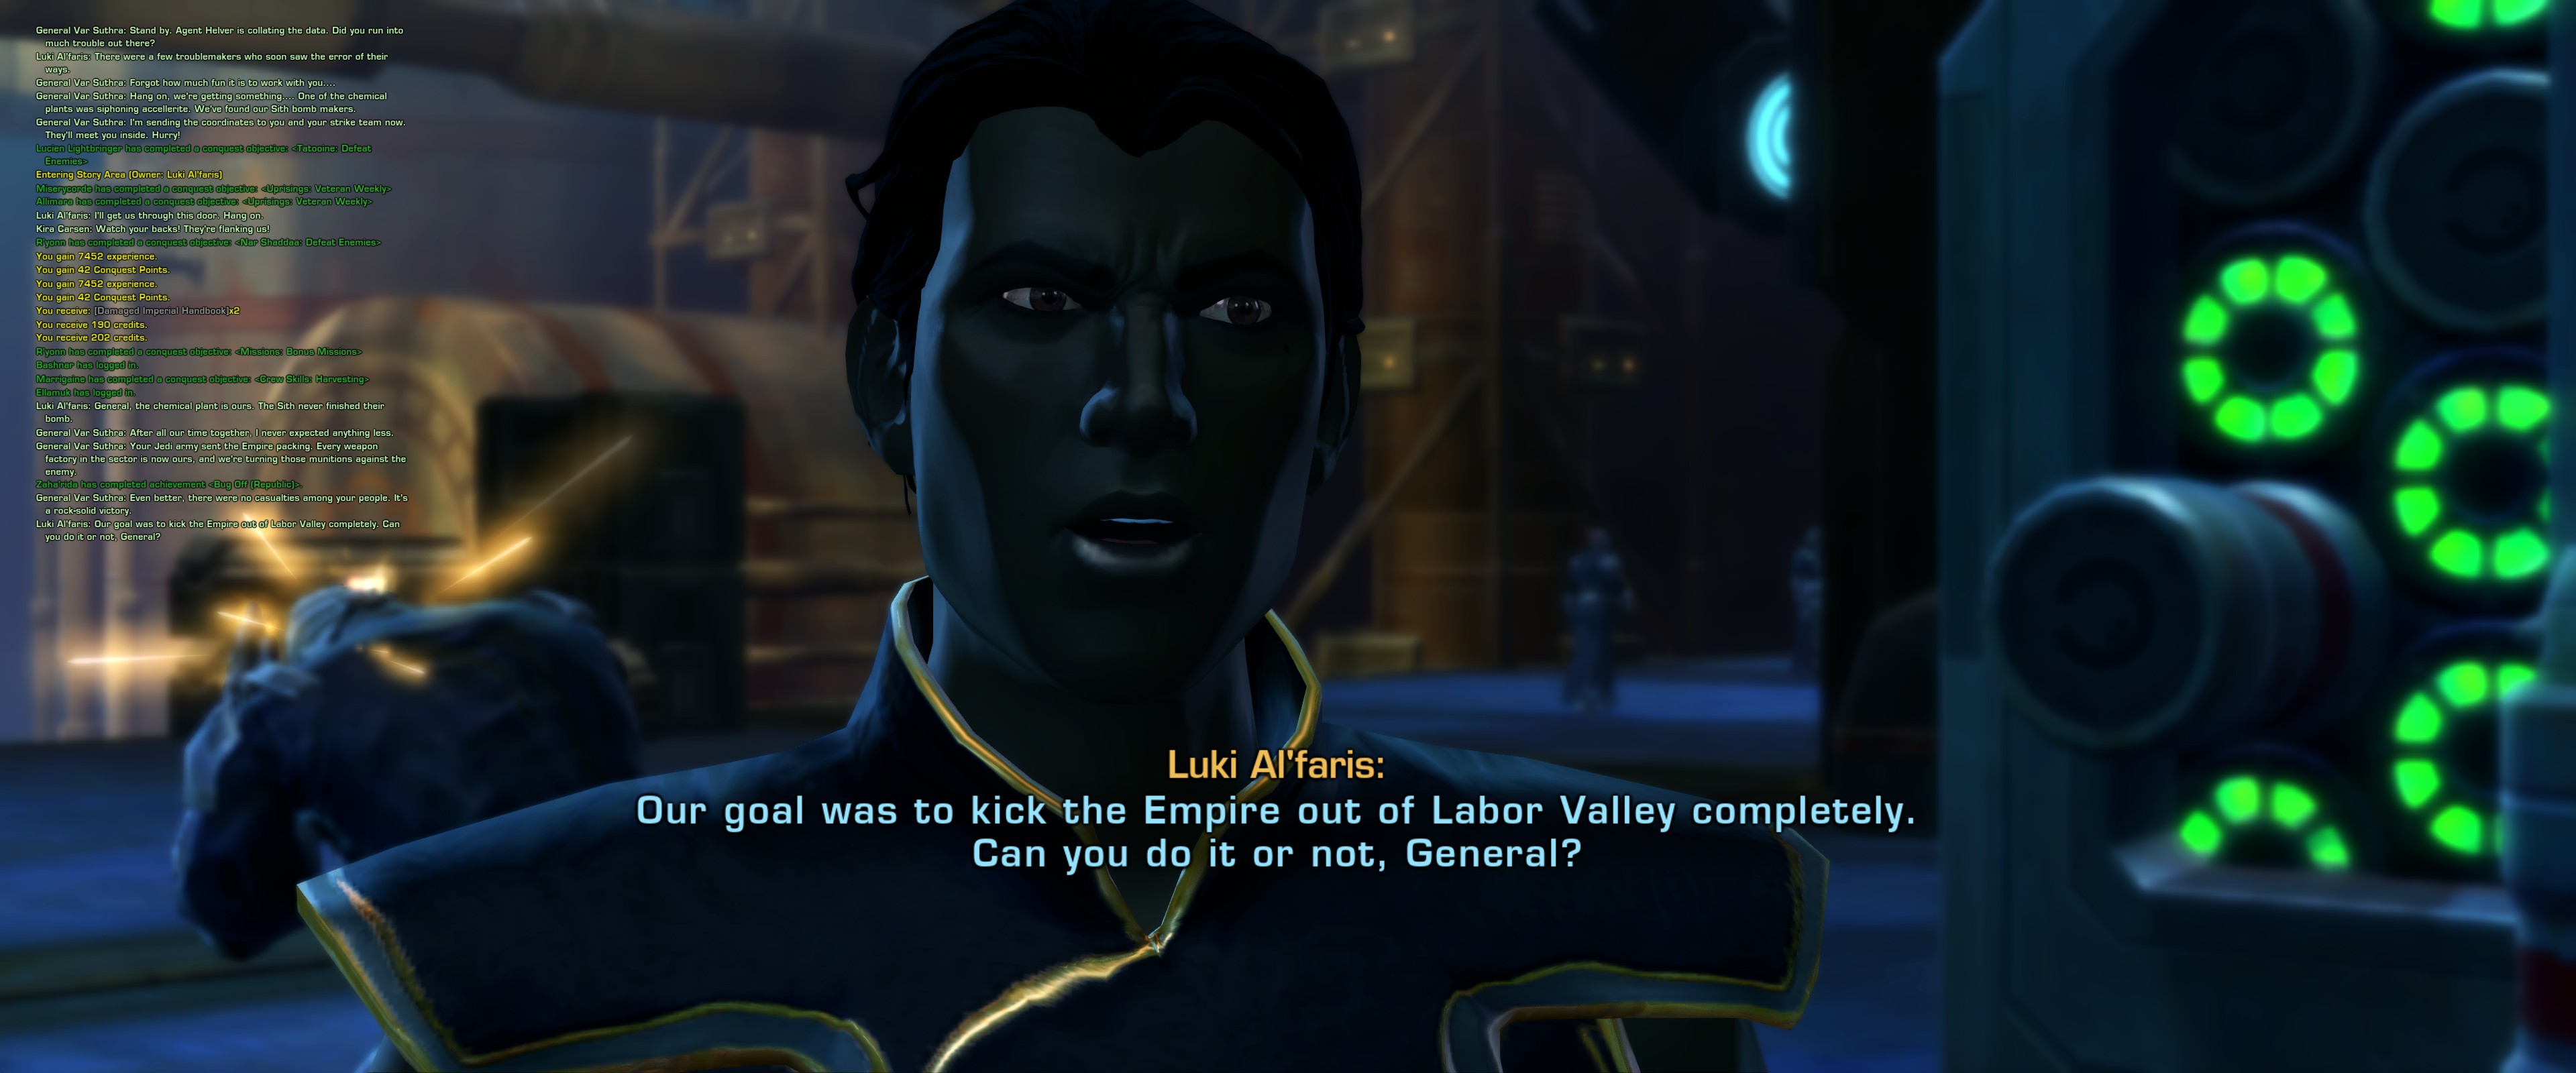 General Var Suthra: Stand by. Agent Helver is collating the data. Did you run into
much trouble out there?
Luki Al'faris: There were a few troublemakers who soon saw the error of their
ways.
General Var Suthra: Forgot how much fun it is to work with you....
General Var Suthra: Hang on, we're getting something.... One of the chemical
plants was siphoning accellerite. We've found our Sith bomb makers.
General Var Suthra: I'm sending the coordinates to you and your strike team now.
They'll meet you inside. Hurry!
Lucien Lightbringer has completed a conquest objective: <Tatooine: Defeat
Enemies>
Entering Story Area (Owner: Luki Al'faris)
Miserycorde has completed a conquest objective: <Uprisings: Veteran Weekly>
Allimara has completed a conquest objective: <Uprisings: Veteran Weekly>
Luki Al'faris: I'll get us through this door. Hang on.
Kira Carsen: Watch your backs! They're flanking us!
R'yonn has completed a conquest objective: <Nar Shaddaa: Defeat Enemies>
You gain 7452 experience.
You gain 42 Conquest Points.
You gain 7452 experience.
You gain 42 Conquest Points.
You receive: [Damaged Imperial Handbook]x2
You receive 190 credits.
You receive 202 credits.
R'yonn has completed a conquest objective: <Missions: Bonus Missions>
Bashnar has logged in.
Marrigaine has completed a conquest objective: <Crew Skills: Harvesting>
Ellamuk has logged in.
Luki Al'faris: General, the chemical plant is ours. The Sith never finished their
bomb.
General Var Suthra: After all our time together, I never expected anything less.
General Var Suthra: Your Jedi army sent the Empire packing. Every weapon
factory in the sector is now ours, and we're turning those munitions against the
enemy.
Zaha'rida has completed achievement <Bug Off (Republic)>.
General Var Suthra: Even better, there were no casualties among your people. It's
a rock-solid victory.
Luki Al'faris: Our goal was to kick the Empire out of Labor Valley completely. Can
you do it or not, General?
Luki Al'faris:
Our goal was to kick the Empire out of Labor Valley completely.
Can you do it or not, General?